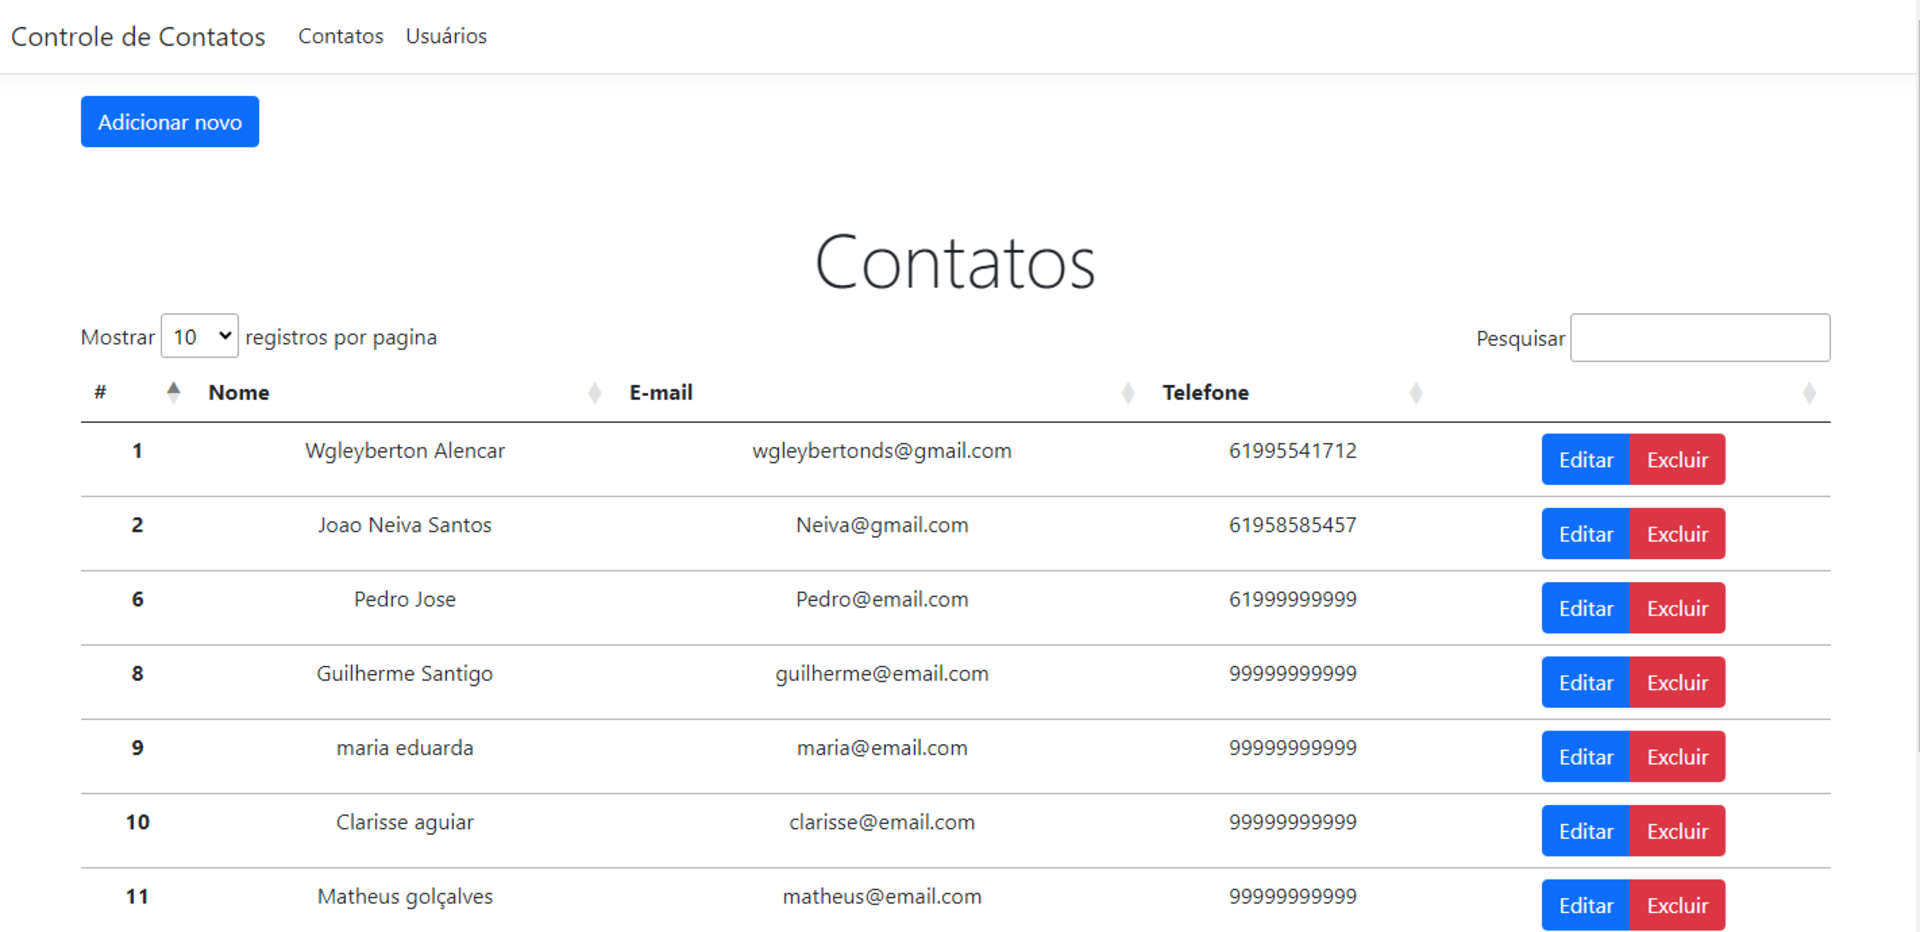 Controle de Contatos Contatos Usuários
Adicionar novo
Contatos
Mostrar 10 registros por pagina Pesquisar
# Nome E-mail Telefone
1 Wgleyberton Alencar wgleybertonds@gmail.com 61995541712 Editar Excluir
2 Joao Neiva Santos Neiva@gmail.com 61958585457 Editar Excluir
6 Pedro Jose Pedro@email.com 61999999999 Editar Excluir
8 Guilherme Santigo guilherme@email.com 99999999999 Editar Excluir
9 maria eduarda maria@email.com 99999999999 Editar Excluir
10 Clarisse aguiar clarisse@email.com 99999999999 Editar Excluir
11 Matheus golçalves matheus@email.com 99999999999 Editar Excluir